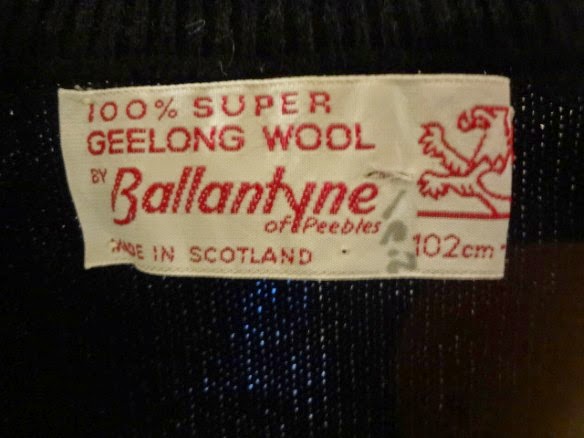 100% SUPER
GEELONG WOOL
BY Ballantyne
of Peebles
MADE IN SCOTLAND
102cm